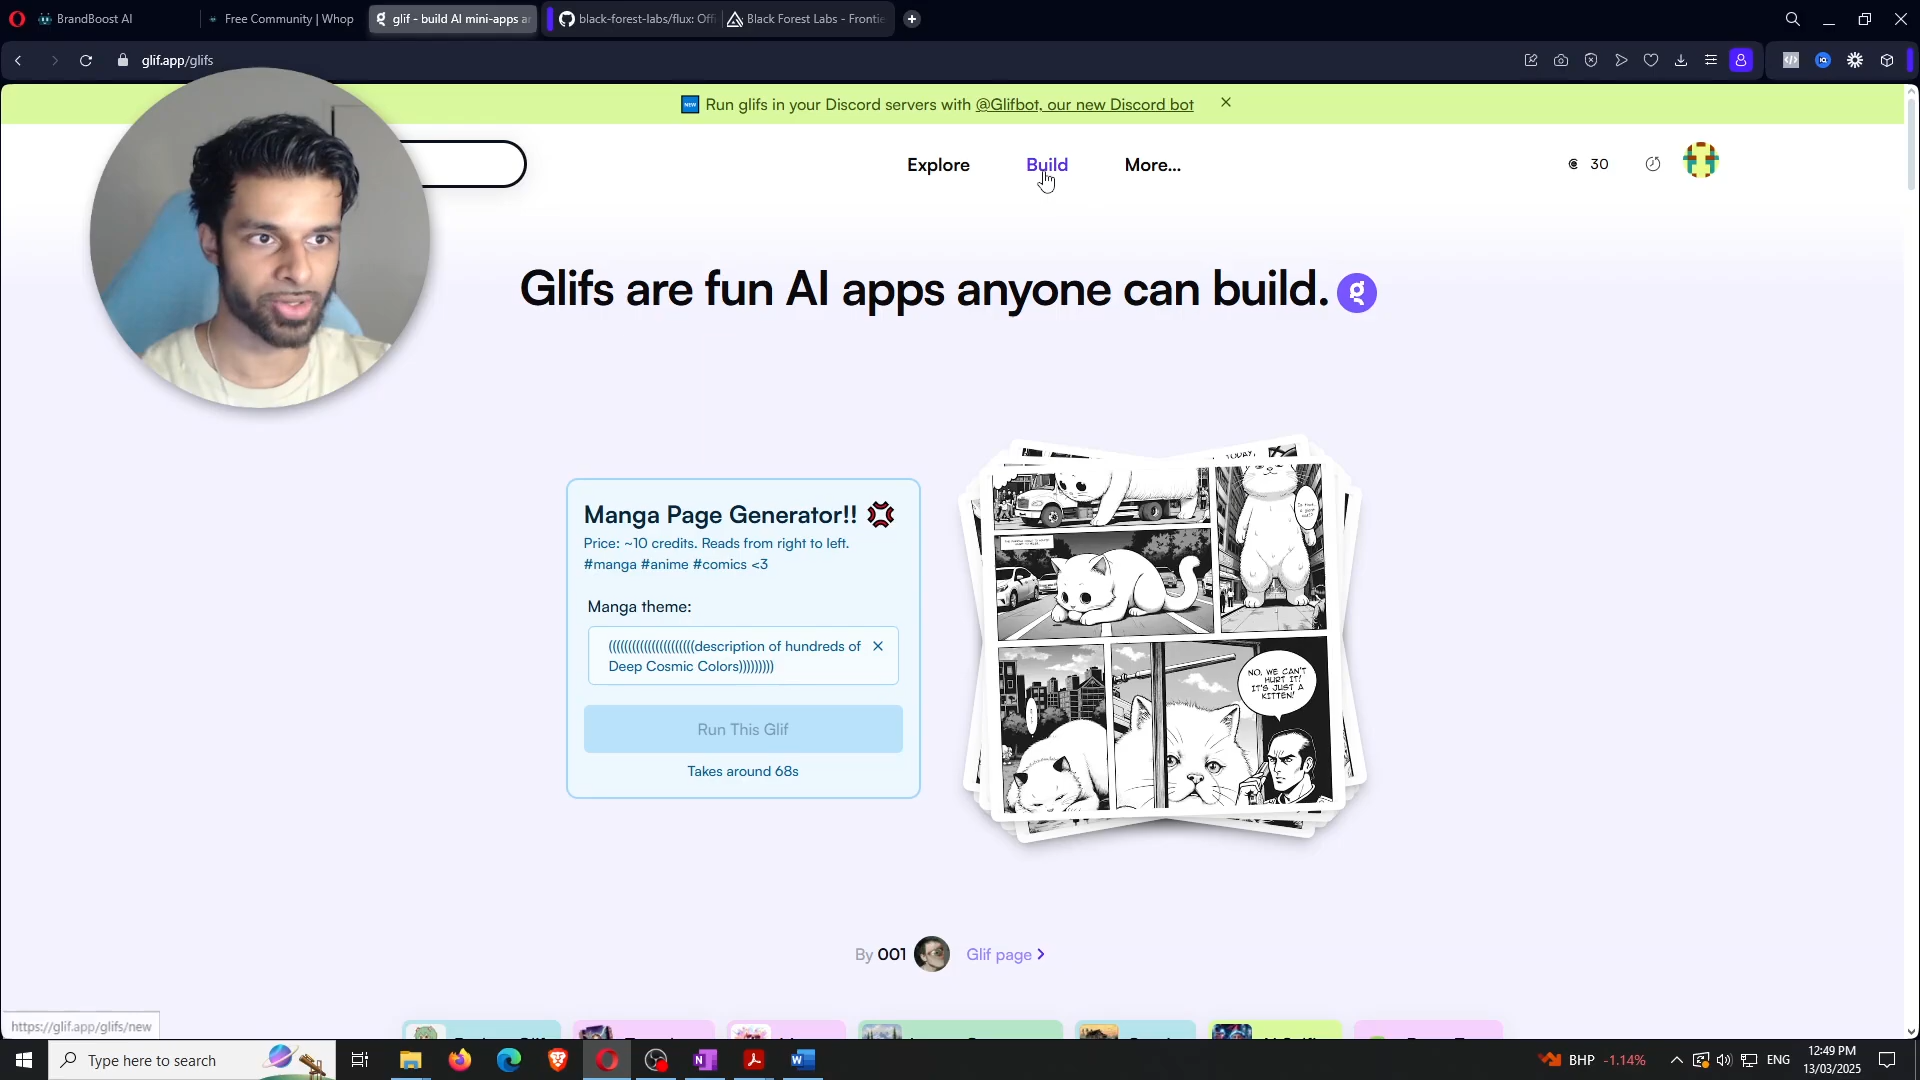 BrandBoost AI
Free Community | Whop
glif - build AI mini-apps ar
black-forest-labs/flux: Offi
Black Forest Labs - Frontie
glif.app/glifs
NEW Run glifs in your Discord servers with @Glifbot, our new Discord bot
Explore
Build
More...
30
Glifs are fun AI apps anyone can build.
Manga Page Generator!!
Price: ~10 credits. Reads from right to left.
#manga #anime #comics <3
Manga theme:
((((((((((((((((((((((description of hundreds of
Deep Cosmic Colors)))))))))
Run This Glif
Takes around 68s
TODAY,
NO, WE CAN'T
HURT IT!
IT'S JUST A
KITTEN!
By 001
Glif page >
https://glif.app/glifs/new
Type here to search
BHP -1.14%
ENG
12:49 PM
13/03/2025